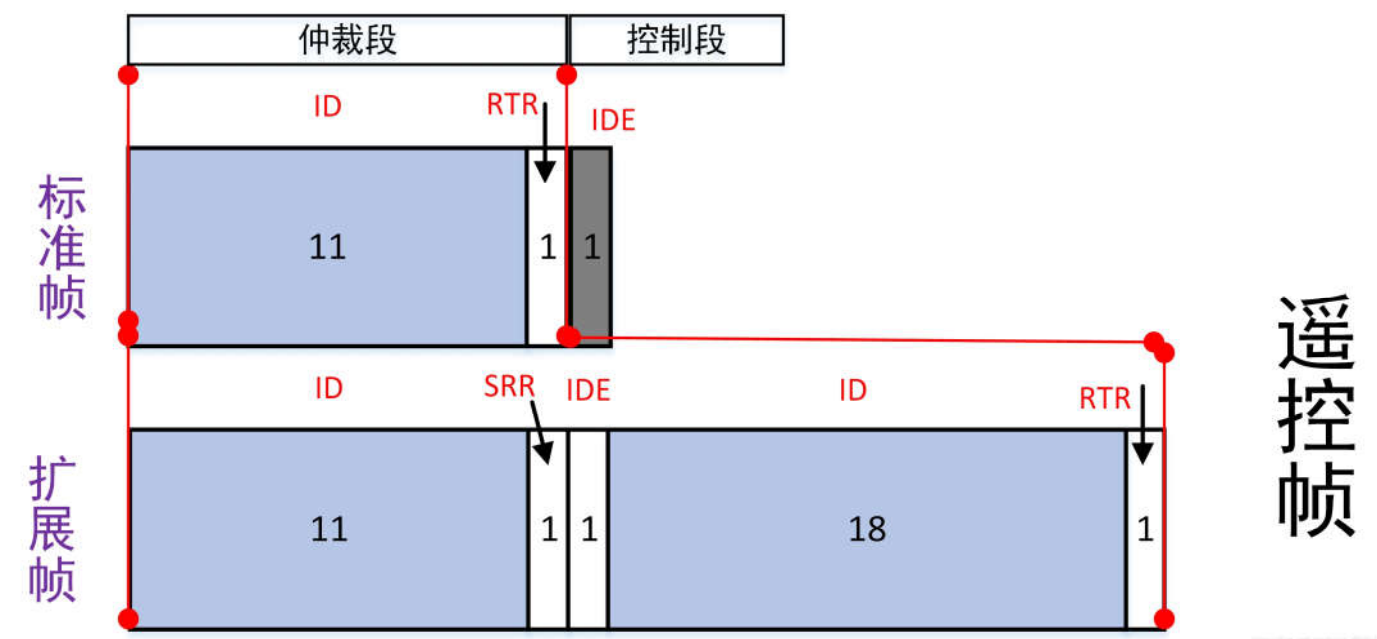 仲裁段 控制段
ID RTR IDE
标准帧
11 1 1
ID SRR IDE ID RTR
扩展帧
11 1 1 18 1
遥控帧